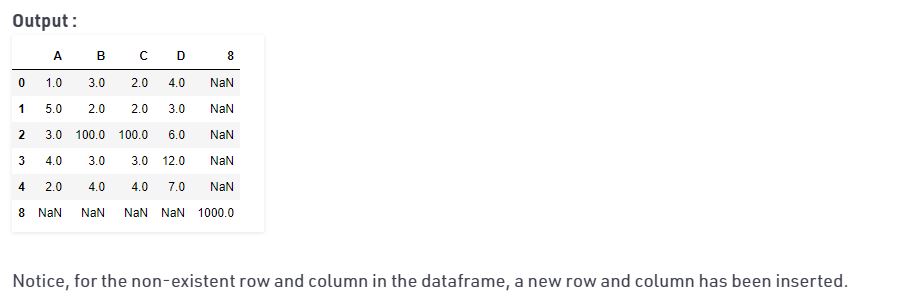 Output :
A B C D 8
0 1.0 3.0 2.0 4.0 NaN
1 5.0 2.0 2.0 3.0 NaN
2 3.0 100.0 100.0 6.0 NaN
3 4.0 3.0 3.0 12.0 NaN
4 2.0 4.0 4.0 7.0 NaN
8 NaN NaN NaN NaN 1000.0
Notice, for the non-existent row and column in the dataframe, a new row and column has been inserted.